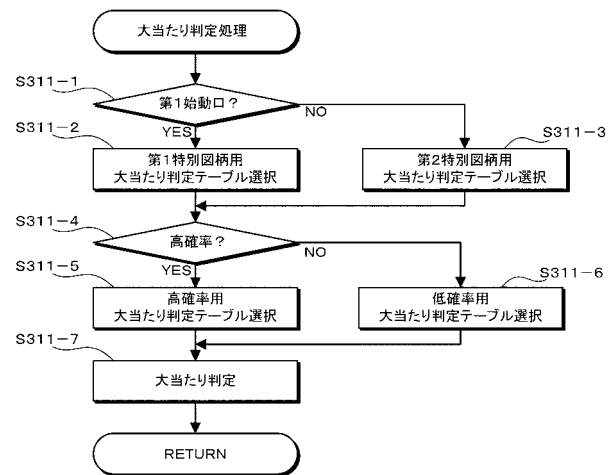 大当たり判定処理
S311-1
第1始動口？
NO
YES
S311-2
第1特別図柄用
大当たり判定テーブル選択
S311-3
第2特別図柄用
大当たり判定テーブル選択
S311-4
高確率？
NO
YES
S311-5
高確率用
大当たり判定テーブル選択
S311-6
低確率用
大当たり判定テーブル選択
S311-7
大当たり判定
RETURN